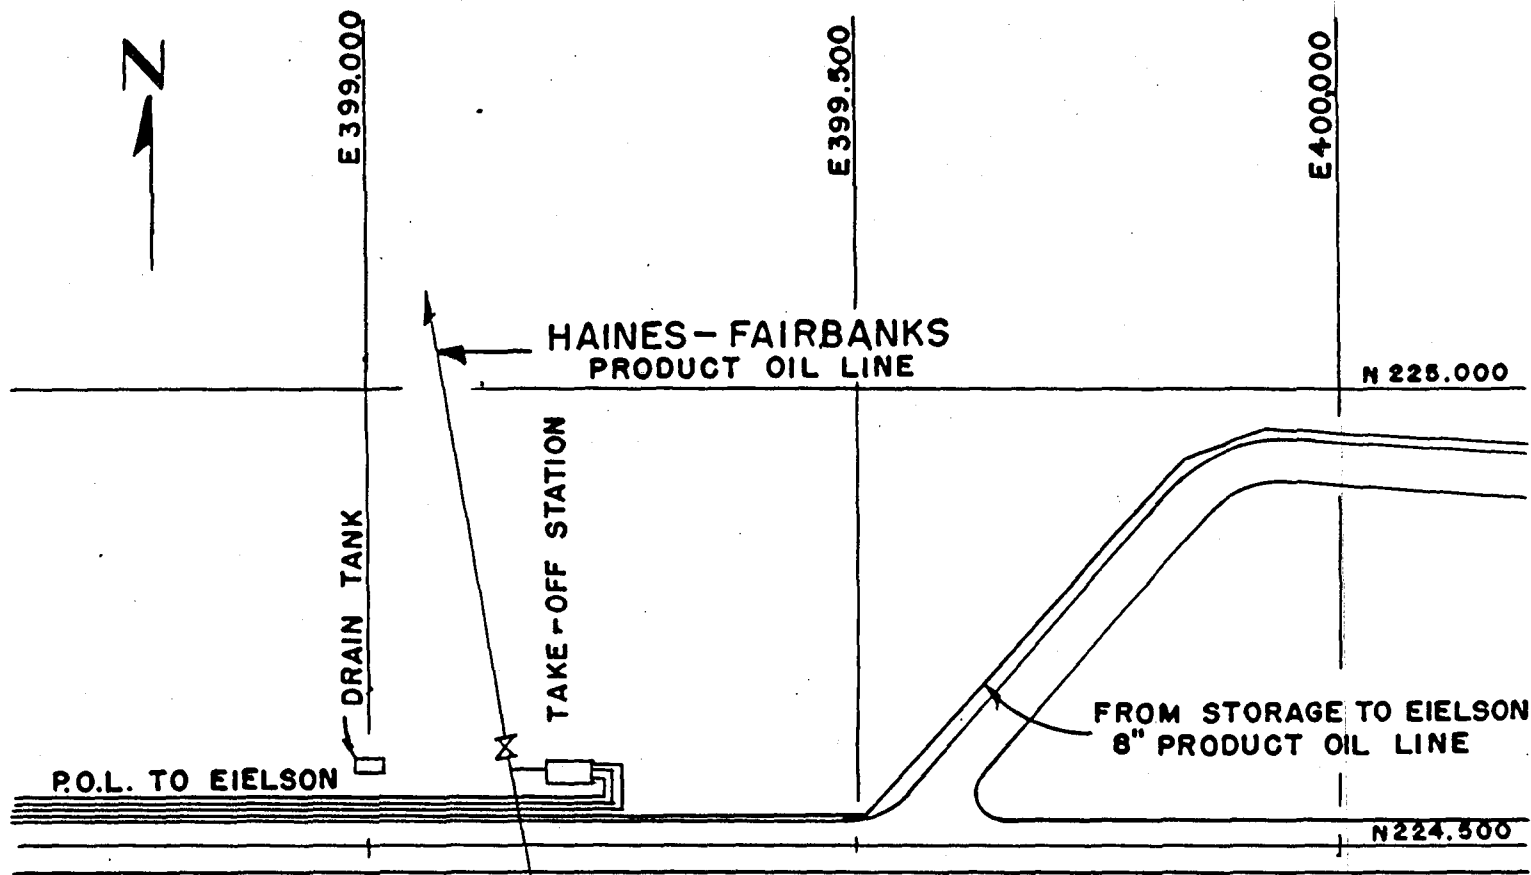 N
E 399.000
E 399.500
E 400,000
HAINES – FAIRBANKS
PRODUCT OIL LINE
N 225.000
TAKE-OFF STATION
DRAIN TANK
FROM STORAGE TO EIELSON
8" PRODUCT OIL LINE
P.O.L. TO EIELSON
N 224.500